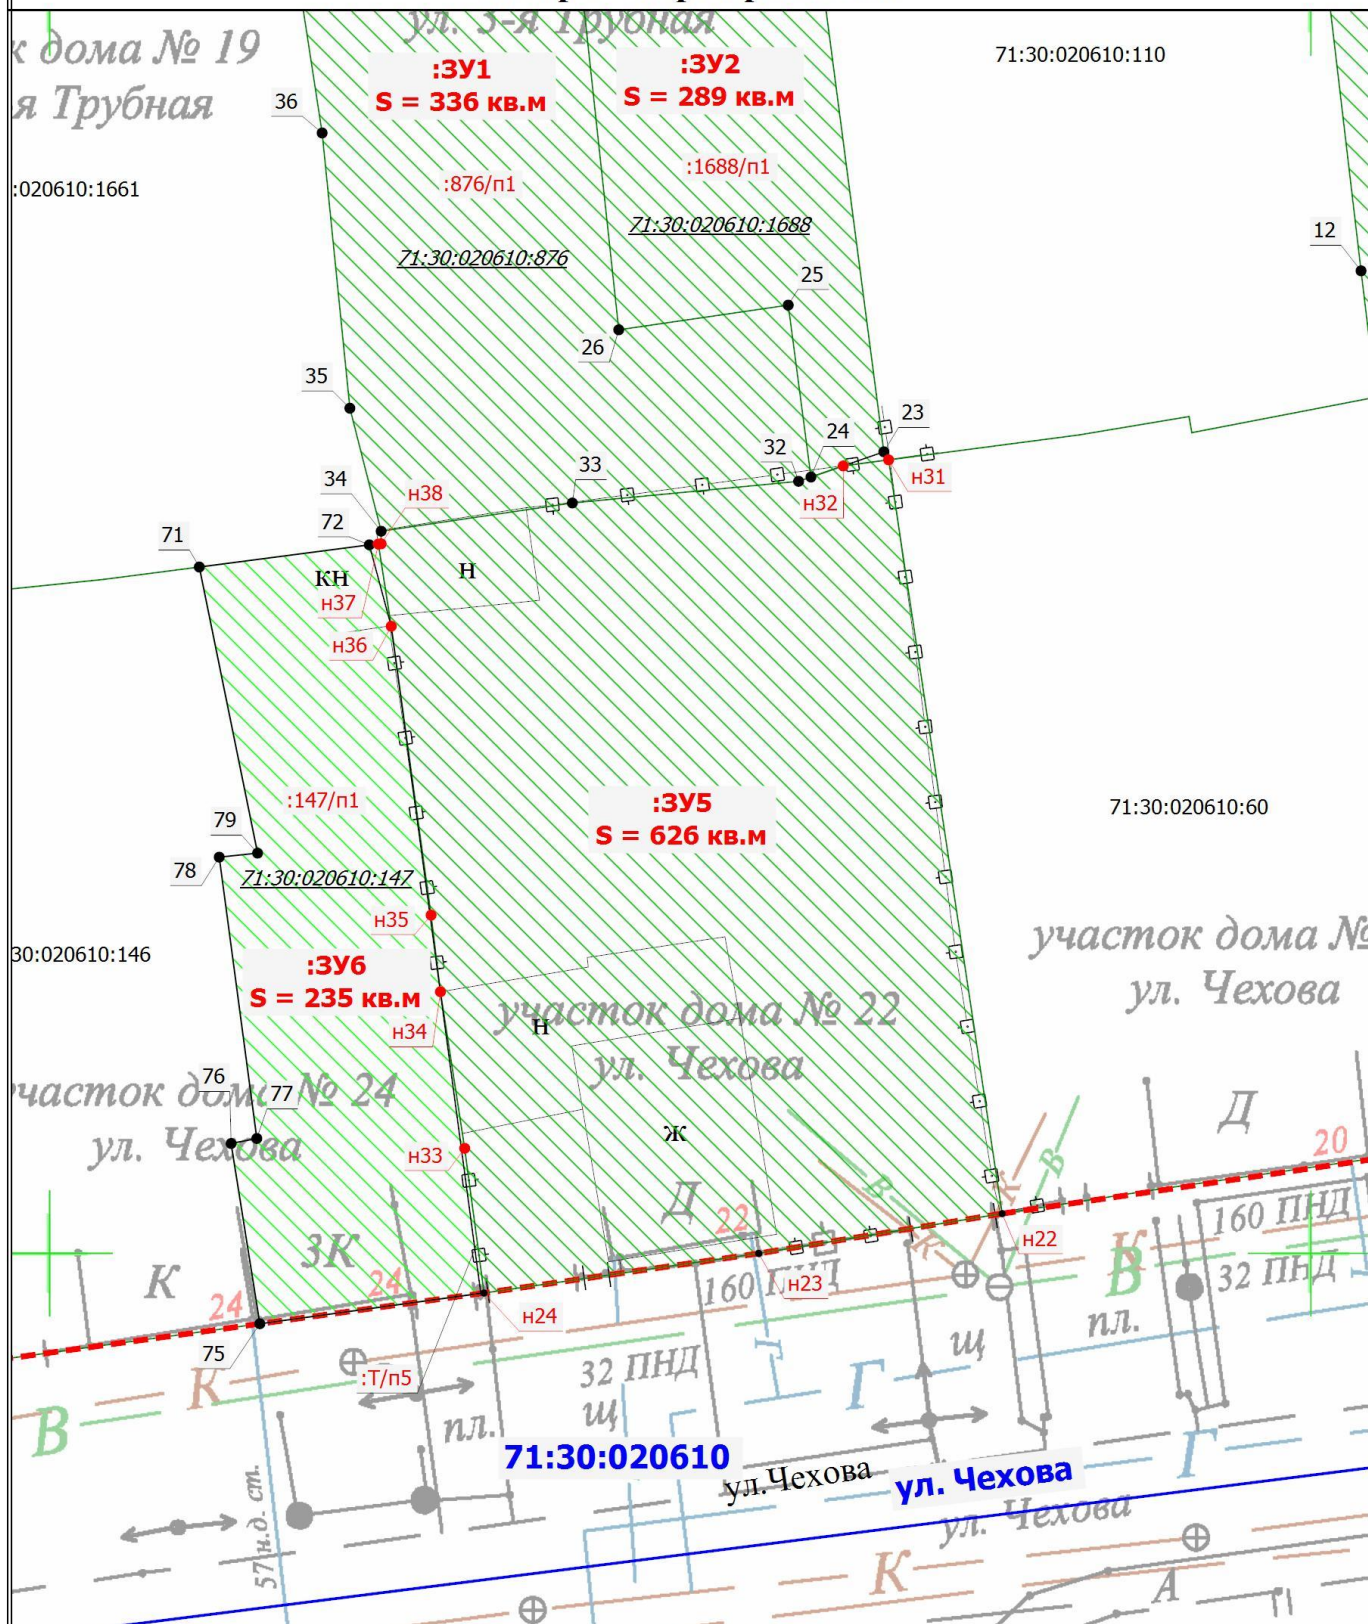 ул. 3-я Трубная
к дома № 19
я Трубная
:ЗУ1
S = 336 кв.м
:ЗУ2
S = 289 кв.м
71:30:020610:110
36
:020610:1661
:876/п1
:1688/п1
71:30:020610:1688
71:30:020610:876
12
25
26
35
23
24
32
33
н31
н32
34
н38
72
71
кн
н
н37
н36
:147/п1
:ЗУ5
S = 626 кв.м
71:30:020610:60
79
78
71:30:020610:147
н35
30:020610:146
:ЗУ6
S = 235 кв.м
участок дома №
ул. Чехова
участок дома № 22
ул. Чехова
н
н34
76
77
участок дома № 24
ул. Чехова
ж
н33
Д
20
В
К
В
Д
22
160 ПНД
32 ПНД
н22
К
В
К
ЗК
К
24
24
н23
160 ПНД
н24
75
:Т/п5
32 ПНД
щ
пл.
щ
пл.
Г
Г
К
В
71:30:020610
ул.Чехова
ул. Чехова
ул. Чехова
57 н.д. ст.
К
А